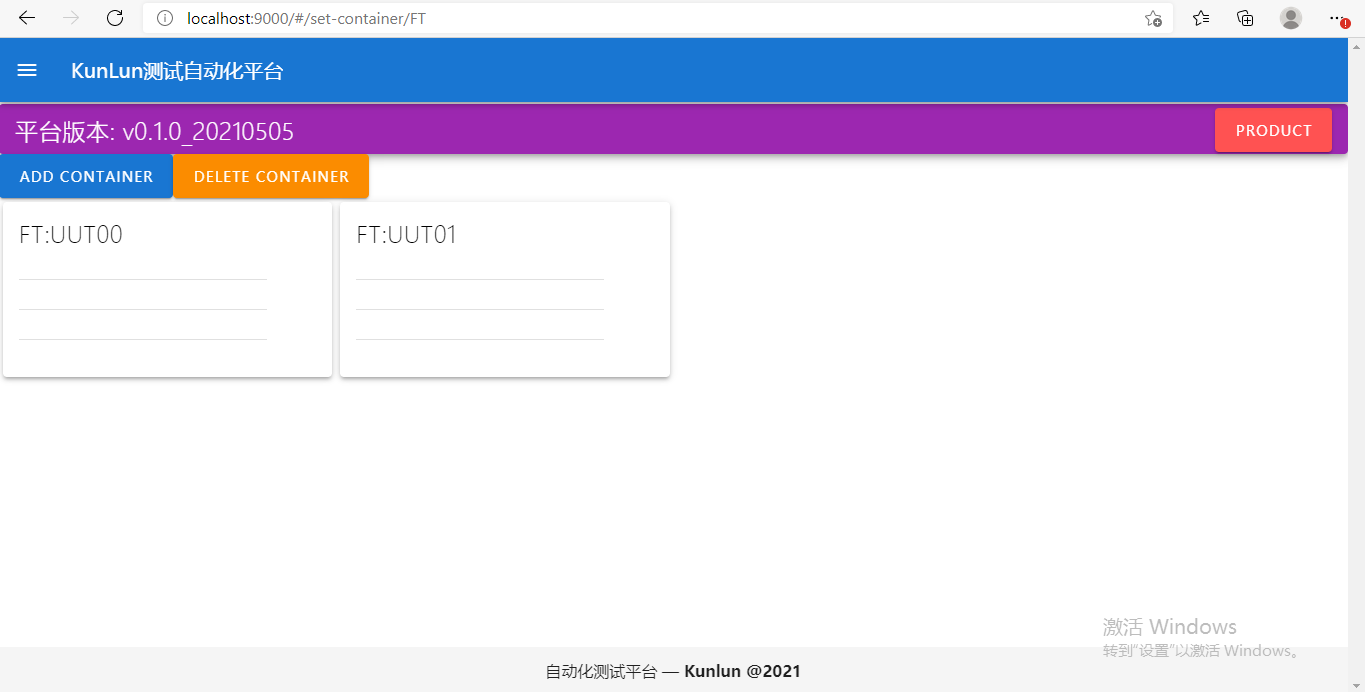 localhost:9000/#/set-container/FT
KunLun测试自动化平台
平台版本: v0.1.0_20210505
PRODUCT
ADD CONTAINER
DELETE CONTAINER
FT:UUT00
FT:UUT01
激活 Windows
转到“设置”以激活 Windows。
自动化测试平台 — Kunlun @2021